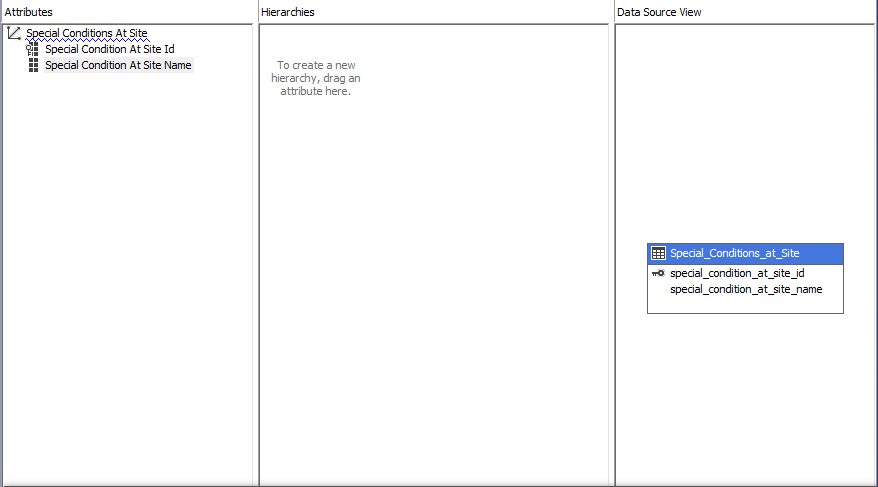 Attributes
Special Conditions At Site
Special Condition At Site Id
Special Condition At Site Name
Hierarchies
To create a new
hierarchy, drag an
attribute here.
Data Source View
Special_Conditions_at_Site
special_condition_at_site_id
special_condition_at_site_name